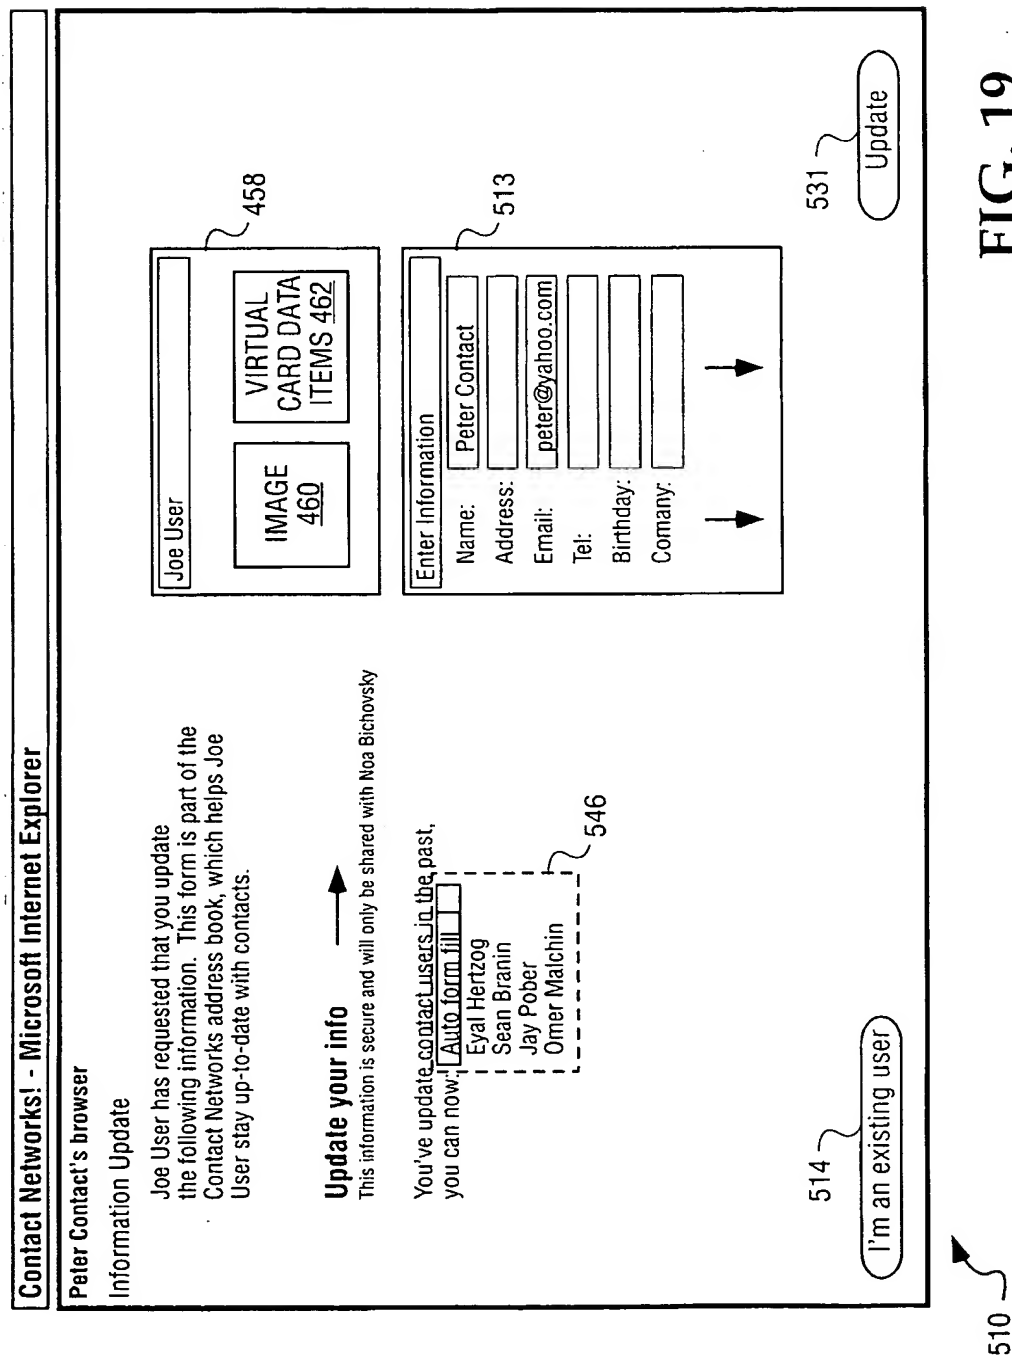 Contact Networks! - Microsoft Internet Explorer
Peter Contact's browser
Information Update
Joe User has requested that you update
the following information. This form is part of the
Contact Networks address book, which helps Joe
User stay up-to-date with contacts.
Update your info
This information is secure and will only be shared with Noa Bichovsky
You've update contact users in the past,
you can now:
Auto form fill
Eyal Hertzog
Sean Branin
Jay Pober
Omer Malchin
546
Joe User
458
IMAGE
460
VIRTUAL
CARD DATA
ITEMS 462
513
Enter Information
Name: Peter Contact
Address:
Email: peter@yahoo.com
Tel:
Birthday:
Comany:
514
I'm an existing user
531
Update
510
FIG. 19